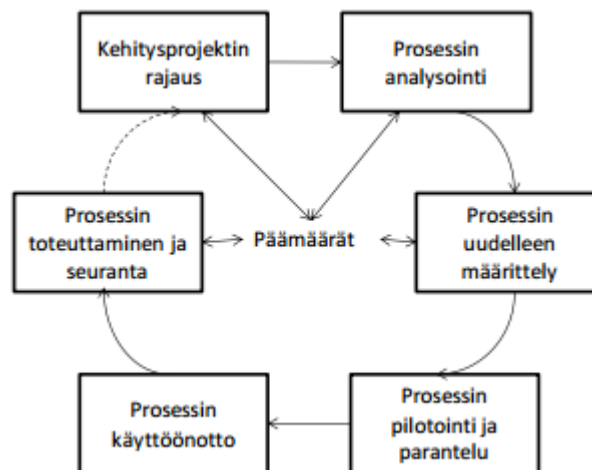 Kehitysprojektin
rajaus
Prosessin
analysointi
Prosessin
toteuttaminen ja
seuranta
Päämäärät
Prosessin
uudelleen
määrittely
Prosessin
käyttöönotto
Prosessin
pilotointi ja
parantelu